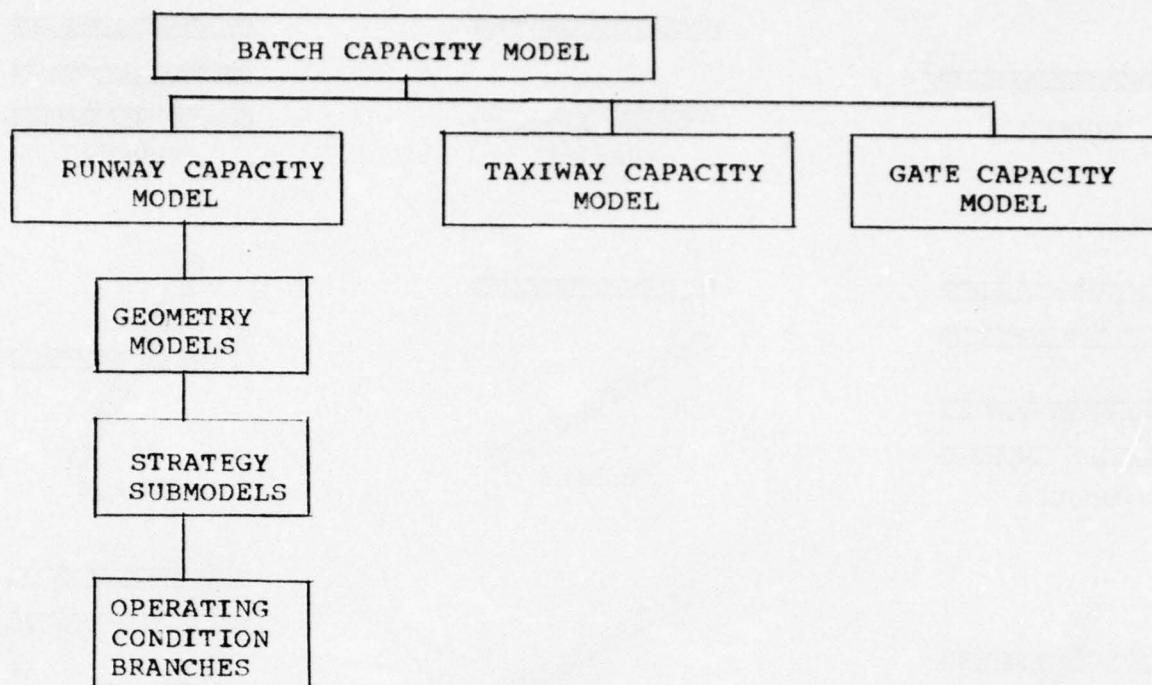 BATCH CAPACITY MODEL
RUNWAY CAPACITY
MODEL
TAXIWAY CAPACITY
MODEL
GATE CAPACITY
MODEL
GEOMETRY
MODELS
STRATEGY
SUBMODELS
OPERATING
CONDITION
BRANCHES